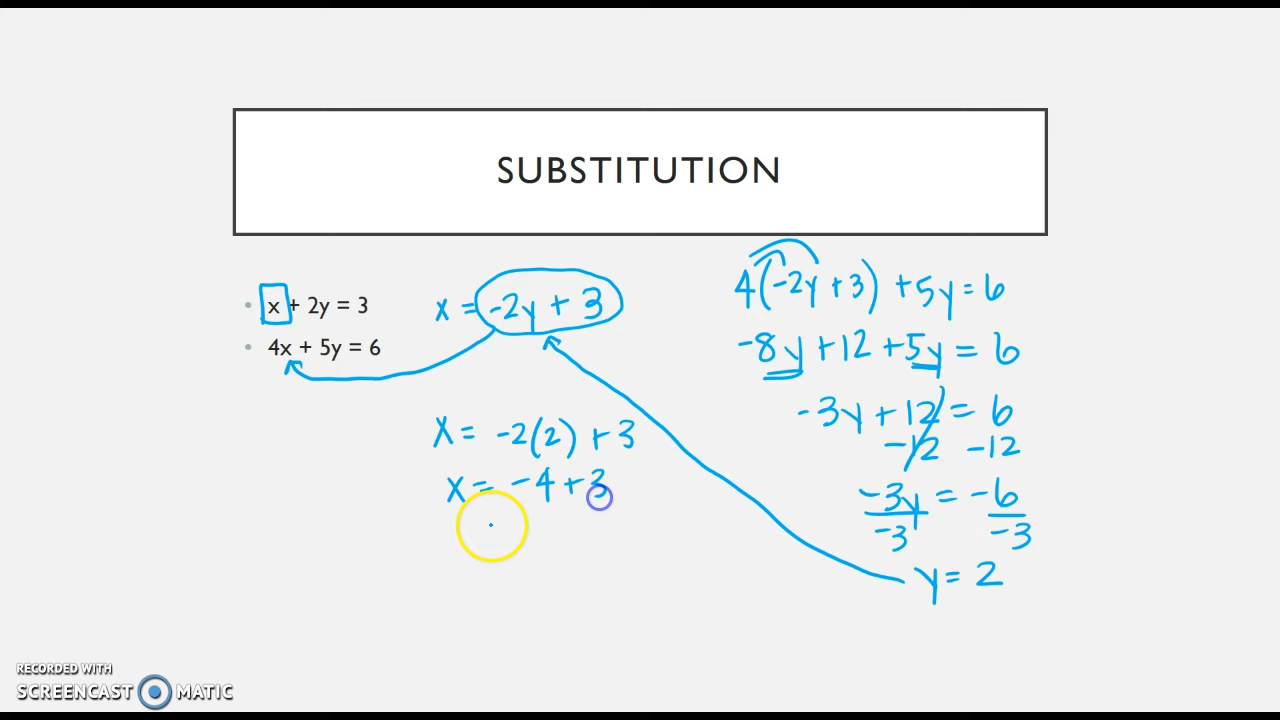 SUBSTITUTION
• x + 2y = 3
• 4x + 5y = 6
x = -2y + 3
x = -2(2) + 3
x = -4 + 3
4(-2y + 3) + 5y = 6
-8y + 12 + 5y = 6
-3y + 12 = 6
-12 -12
-3y = -6
-3 -3
y = 2
RECORDED WITH
SCREENCAST MATIC